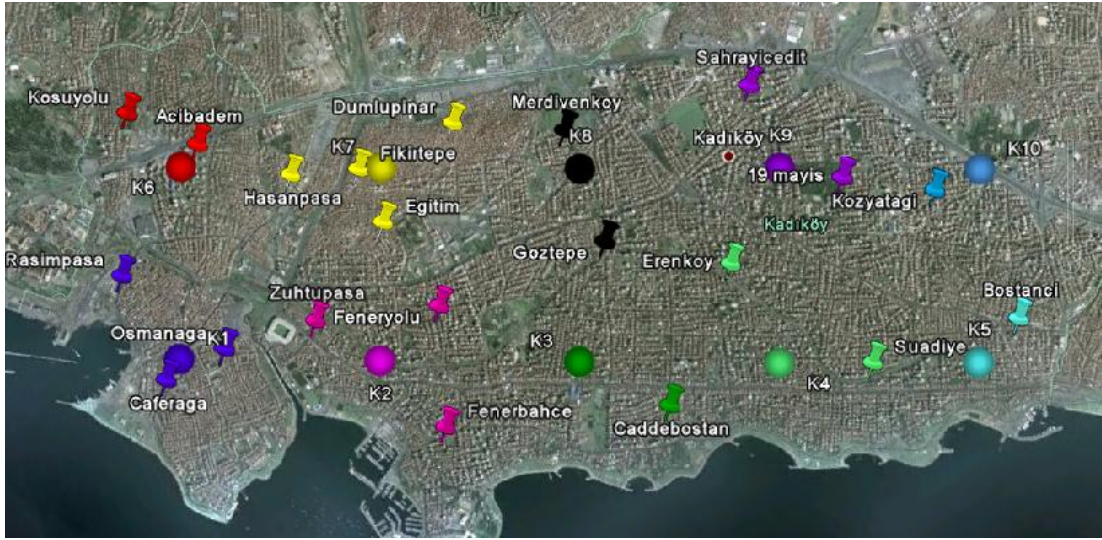 Sahrayicedit
Kosuyolu
Acibadem
Dumlupinar
Merdivenkoy
K8
Kadıköy
K9
K7
Fikirtepe
K10
K6
Hasanpasa
19 mayis
Kozyatagi
Egitim
Kadıköy
Goztepe
Erenkoy
Rasimpasa
Zuhtupasa
Feneryolu
Bostanci
Osmanaga
K1
K3
K5
Suadiye
K2
K4
Caferaga
Fenerbahce
Caddebostan